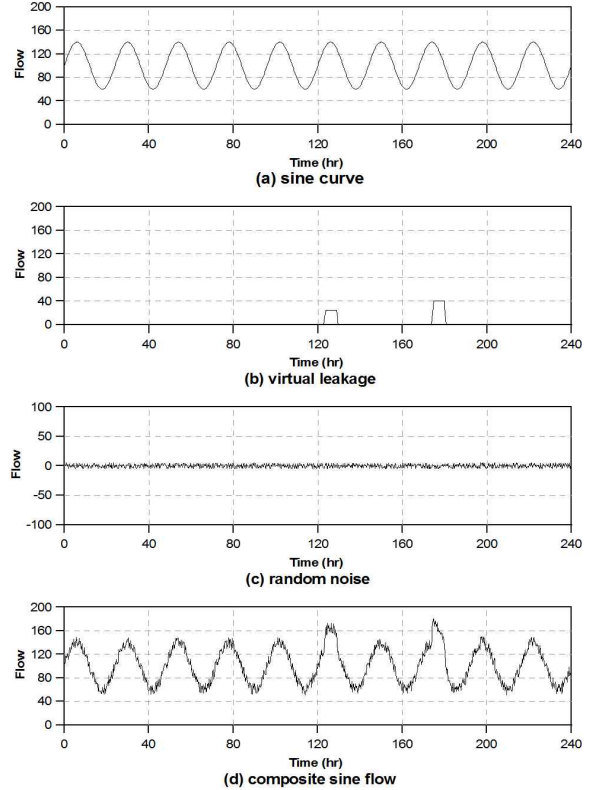 200
160
120
80
40
0
Flow
0 40 80 120 160 200 240
Time (hr)
(a) sine curve
200
160
120
80
40
0
Flow
0 40 80 120 160 200 240
Time (hr)
(b) virtual leakage
100
50
0
-50
-100
Flow
0 40 80 120 160 200 240
Time (hr)
(c) random noise
200
160
120
80
40
0
Flow
0 40 80 120 160 200 240
Time (hr)
(d) composite sine flow